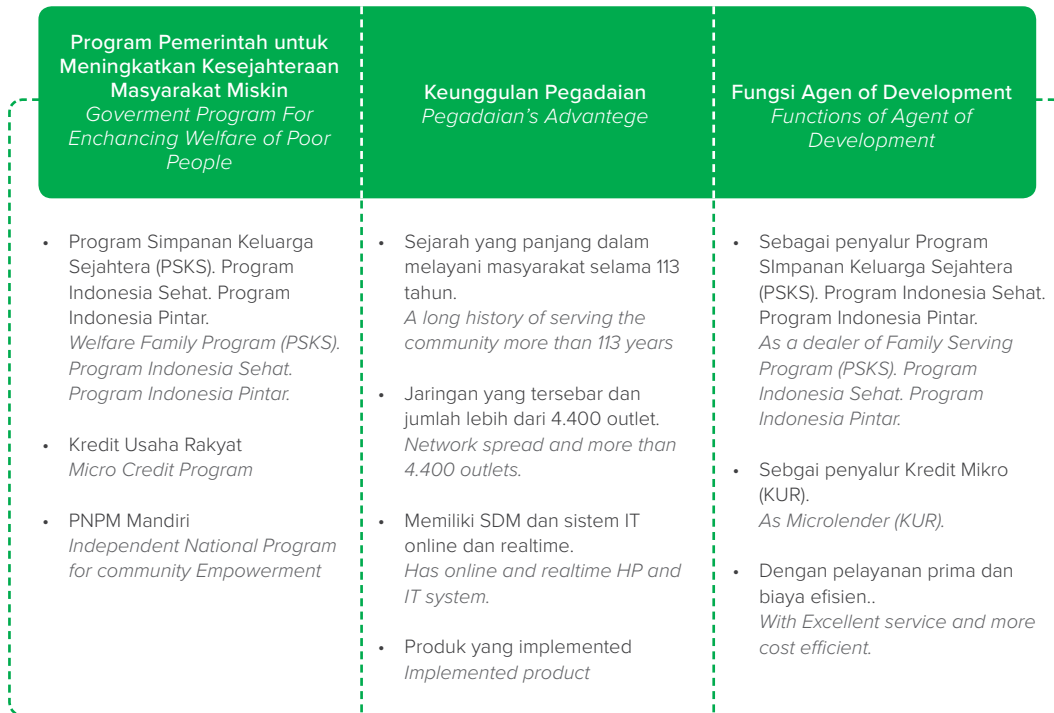 Program Pemerintah untuk
Meningkatkan Kesejahteraan
Masyarakat Miskin
Goverment Program For
Enchancing Welfare of Poor
People
Keunggulan Pegadaian
Pegadaian's Advantege
Fungsi Agen of Development
Functions of Agent of
Development
• Program Simpanan Keluarga
Sejahtera (PSKS). Program
Indonesia Sehat. Program
Indonesia Pintar.
Welfare Family Program (PSKS).
Program Indonesia Sehat.
Program Indonesia Pintar.
• Kredit Usaha Rakyat
Micro Credit Program
• PNPM Mandiri
Independent National Program
for community Empowerment
• Sejarah yang panjang dalam
melayani masyarakat selama 113
tahun.
A long history of serving the
community more than 113 years
• Jaringan yang tersebar dan
jumlah lebih dari 4.400 outlet.
Network spread and more than
4.400 outlets.
• Memiliki SDM dan sistem IT
online dan realtime.
Has online and realtime HP and
IT system.
• Produk yang implemented
Implemented product
• Sebagai penyalur Program
SImpanan Keluarga Sejahtera
(PSKS). Program Indonesia Sehat.
Program Indonesia Pintar.
As a dealer of Family Serving
Program (PSKS). Program
Indonesia Sehat. Program
Indonesia Pintar.
• Sebgai penyalur Kredit Mikro
(KUR).
As Microlender (KUR).
• Dengan pelayanan prima dan
biaya efisien..
With Excellent service and more
cost efficient.